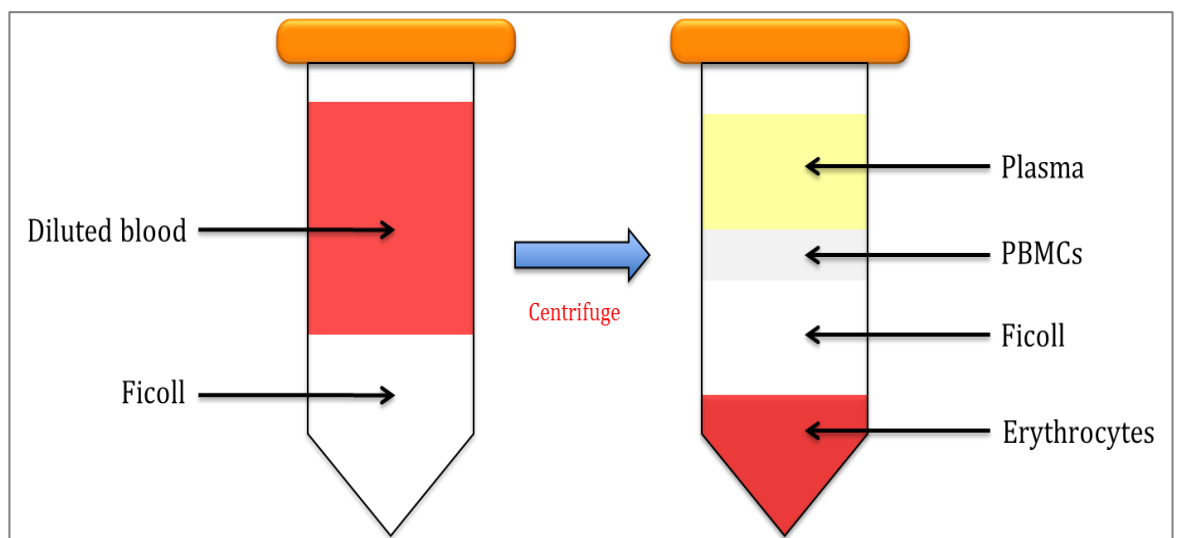 Diluted blood
Ficoll
Centrifuge
Plasma
PBMCs
Ficoll
Erythrocytes